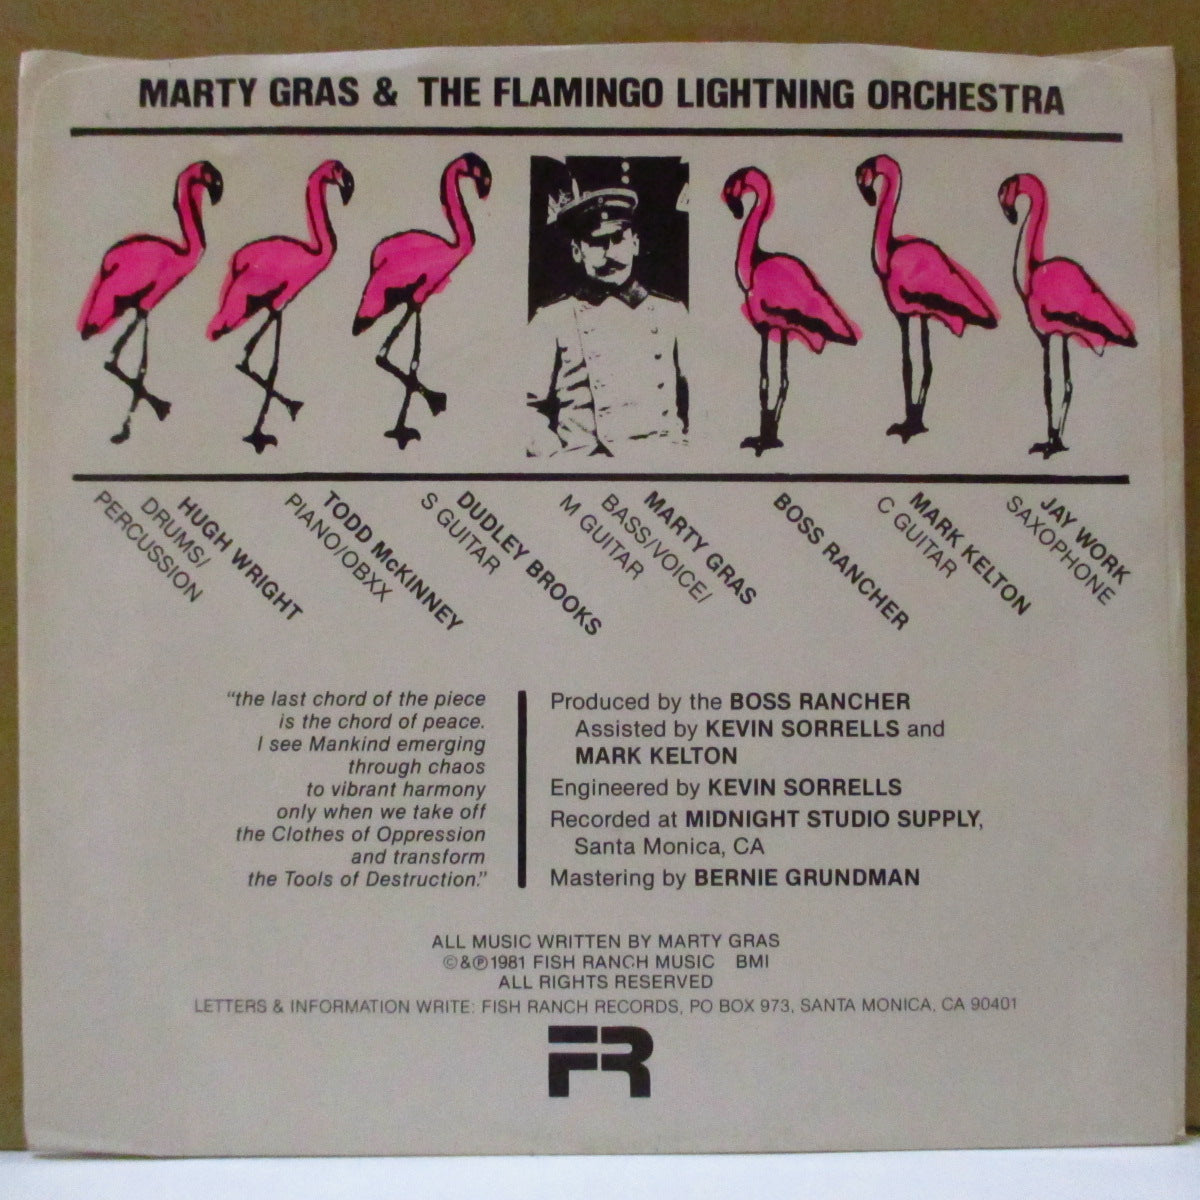 MARTY GRAS & THE FLAMINGO LIGHTNING ORCHESTRA
HUGH WRIGHT
DRUMS/
PERCUSSION
TODD McKINNEY
PIANO/OBXX
DUDLEY BROOKS
S GUITAR
MARTY GRAS
BASS/VOICE/
M GUITAR
BOSS RANCHER
MARK KELTON
C GUITAR
JAY WORK
SAXOPHONE
"the last chord of the piece
is the chord of peace.
I see Mankind emerging
through chaos
to vibrant harmony
only when we take off
the Clothes of Oppression
and transform
the Tools of Destruction."
Produced by the BOSS RANCHER
Assisted by KEVIN SORRELLS and
MARK KELTON
Engineered by KEVIN SORRELLS
Recorded at MIDNIGHT STUDIO SUPPLY,
Santa Monica, CA
Mastering by BERNIE GRUNDMAN
ALL MUSIC WRITTEN BY MARTY GRAS
©&℗1981 FISH RANCH MUSIC BMI
ALL RIGHTS RESERVED
LETTERS & INFORMATION WRITE: FISH RANCH RECORDS, PO BOX 973, SANTA MONICA, CA 90401
FR